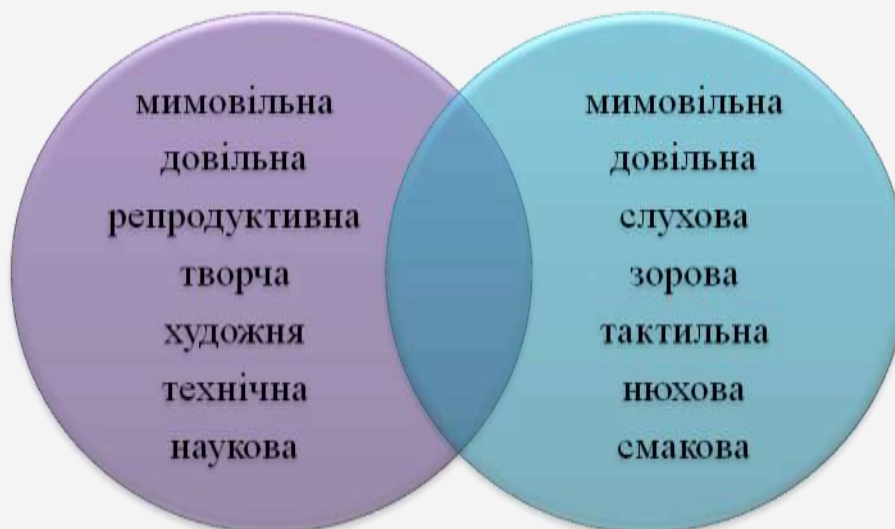 мимовільна
довільна
репродуктивна
творча
художня
технічна
наукова
мимовільна
довільна
слухова
зорова
тактильна
нюхова
смакова